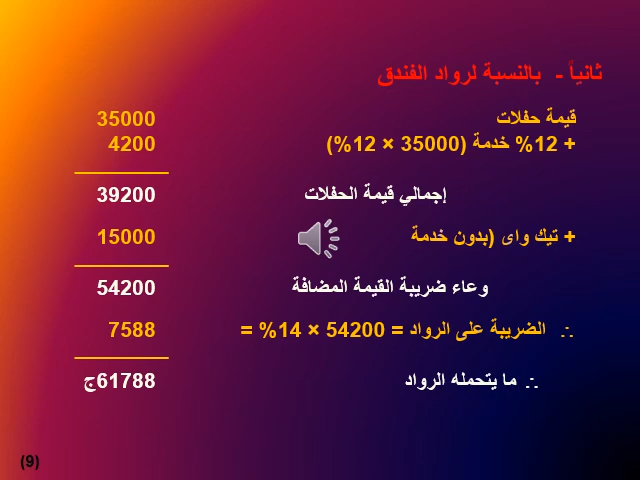 ثانياً - بالنسبة لرواد الفندق
قيمة حفلات 35000
+ 12% خدمة (35000 × 12%) 4200
إجمالي قيمة الحفلات 39200
+ تيك واى (بدون خدمة 15000
وعاء ضريبة القيمة المضافة 54200
∴ الضريبة على الرواد = 54200 × 14% = 7588
∴ ما يتحمله الرواد 61788ج
(9)